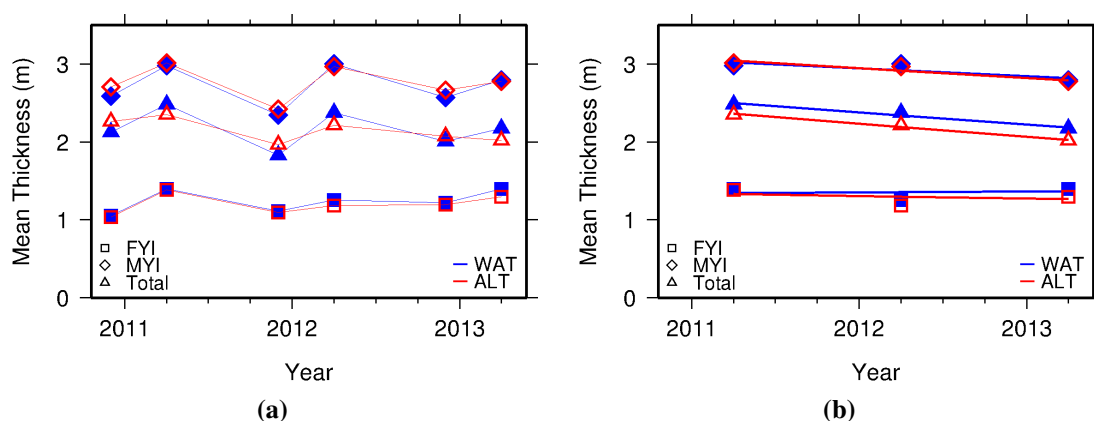 Mean Thickness (m)
3
2
1
0
FYI
MYI
Total
WAT
ALT
2011 2012 2013
Year
(a)
Mean Thickness (m)
3
2
1
0
FYI
MYI
Total
WAT
ALT
2011 2012 2013
Year
(b)